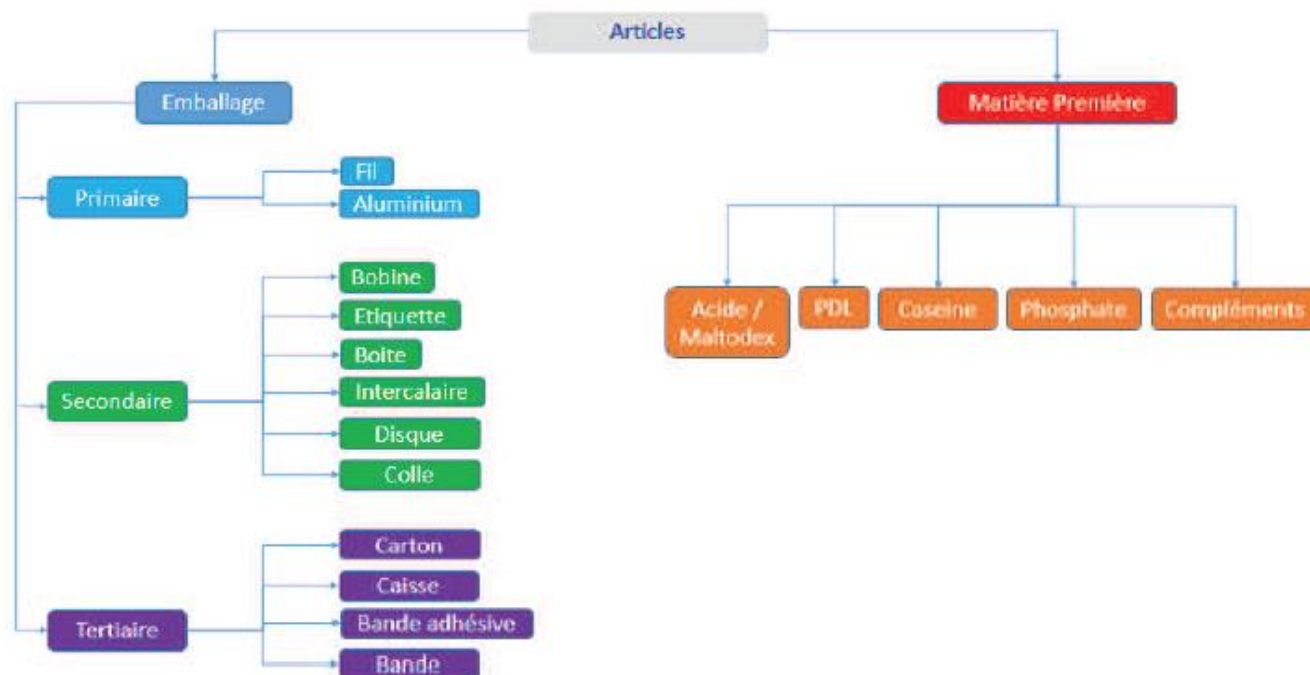 Articles
Emballage
Matière Première
Primaire
Fil
Aluminium
Secondaire
Bobine
Etiquette
Boite
Intercalaire
Disque
Colle
Tertiaire
Carton
Caisse
Bande adhésive
Bande
Acide /
Maltodex
PDL
Caseine
Phosphate
Compléments